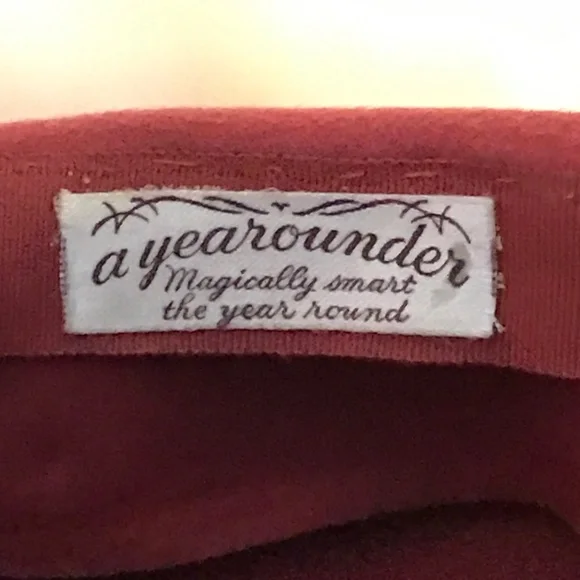 a yearounder
Magically smart
the year round